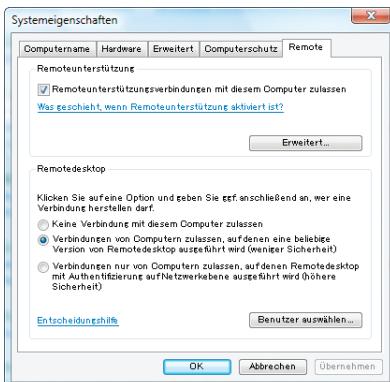 Systemeigenschaften
Computername Hardware Erweitert Computerschutz Remote
Remoteunterstützung
Remoteunterstützungsverbindungen mit diesem Computer zulassen
Was geschieht, wenn Remoteunterstützung aktiviert ist?
Erweitert...
Remotedesktop
Klicken Sie auf eine Option und geben Sie ggf. anschließend an, wer eine
Verbindung herstellen darf.
Keine Verbindung mit diesem Computer zulassen
Verbindungen von Computern zulassen, auf denen eine beliebige
Version von Remotedesktop ausgeführt wird (weniger Sicherheit)
Verbindungen nur von Computern zulassen, auf denen Remotedesktop
mit Authentifizierung auf Netzwerkebene ausgeführt wird (höhere
Sicherheit)
Entscheidungshilfe Benutzer auswählen...
OK Abbrechen Übernehmen